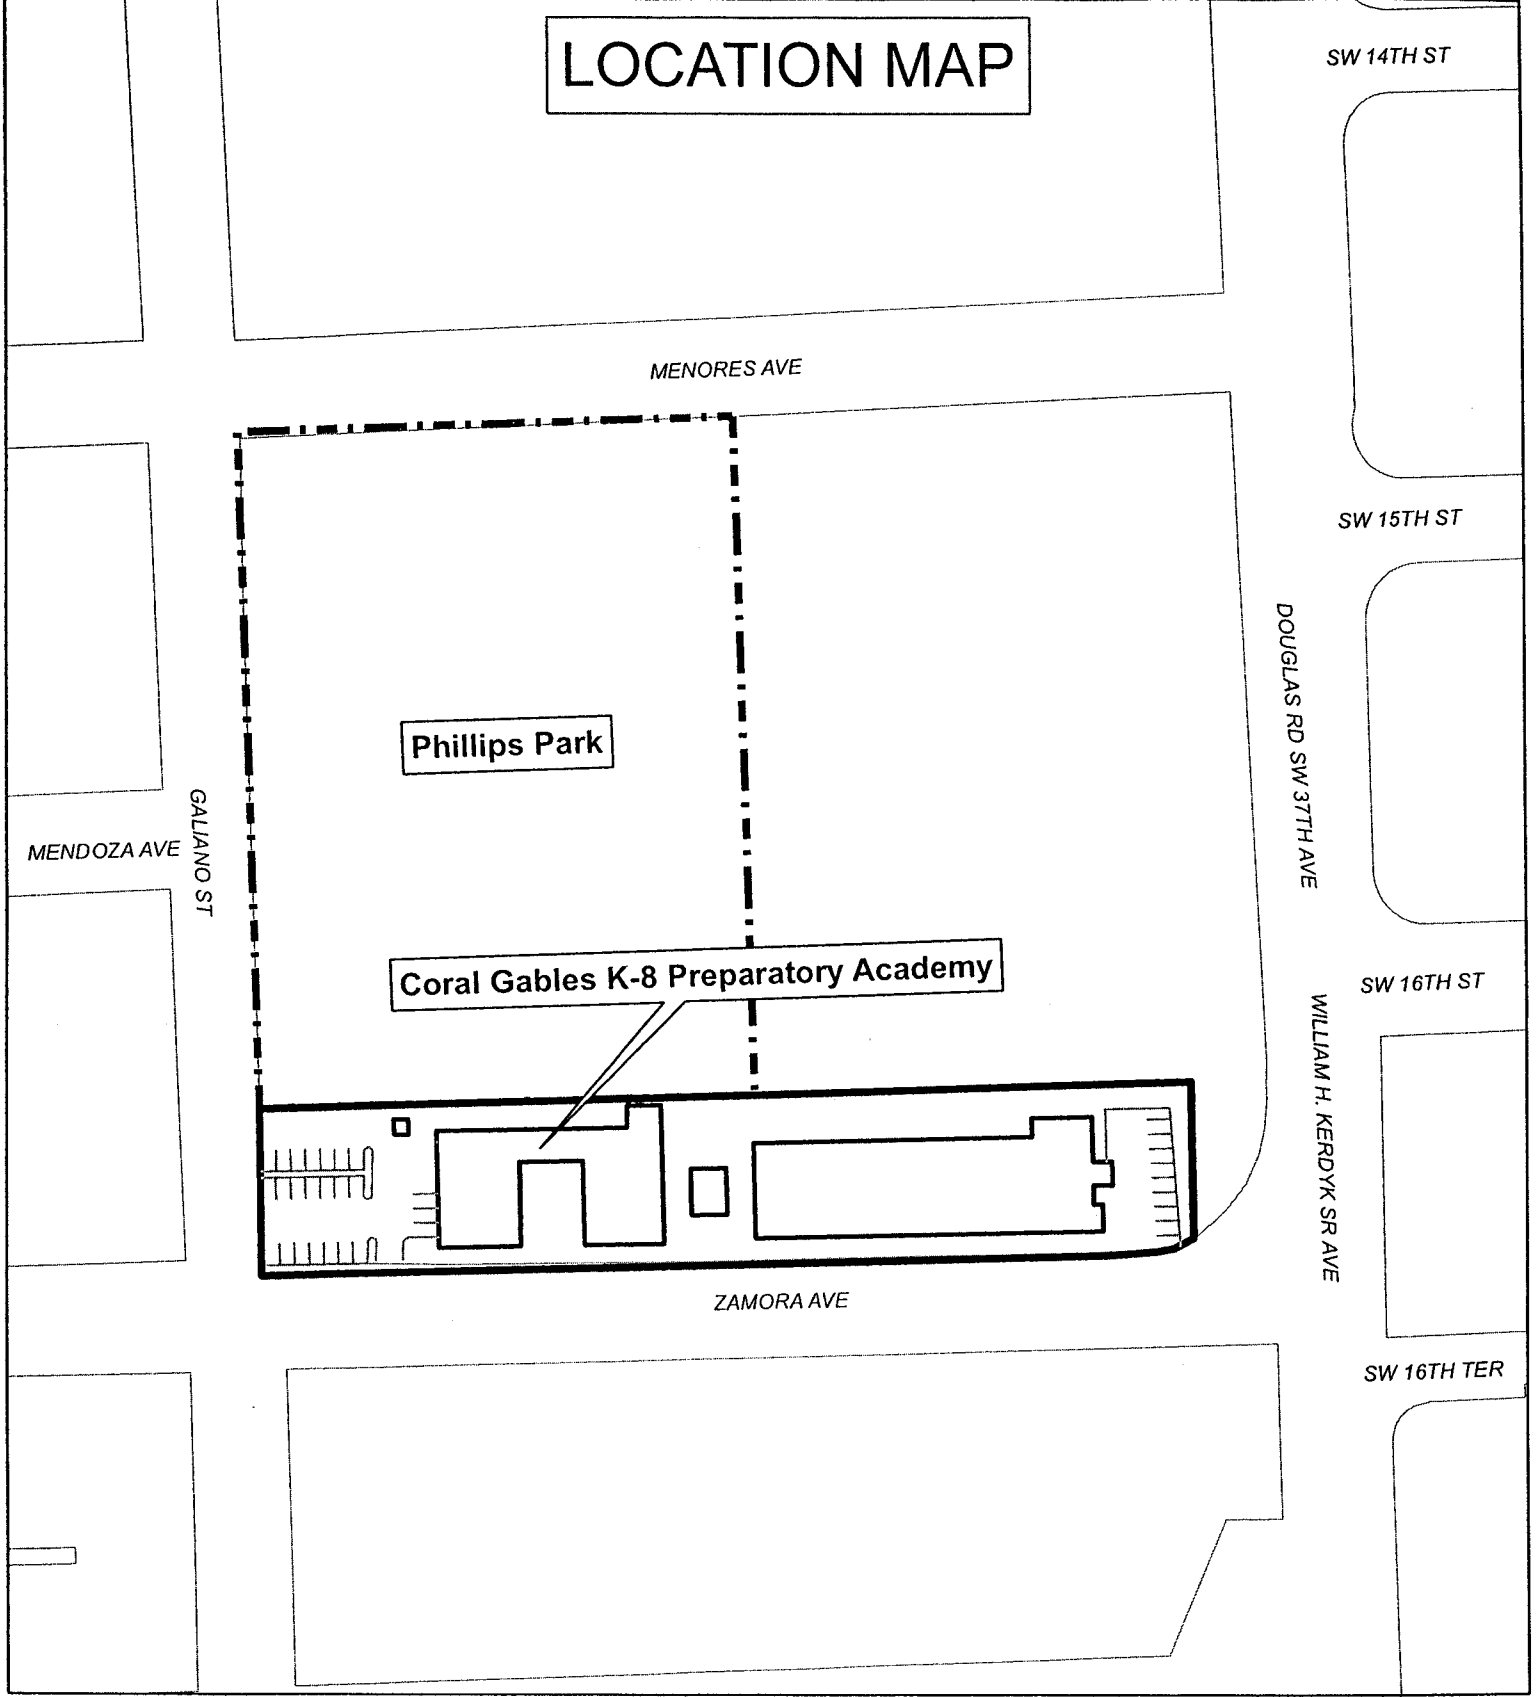 LOCATION MAP
SW 14TH ST
MENORES AVE
SW 15TH ST
DOUGLAS RD SW 37TH AVE
Phillips Park
GALIANO ST
MENDOZA AVE
Coral Gables K-8 Preparatory Academy
SW 16TH ST
WILLIAM H. KERDYK SR AVE
ZAMORA AVE
SW 16TH TER